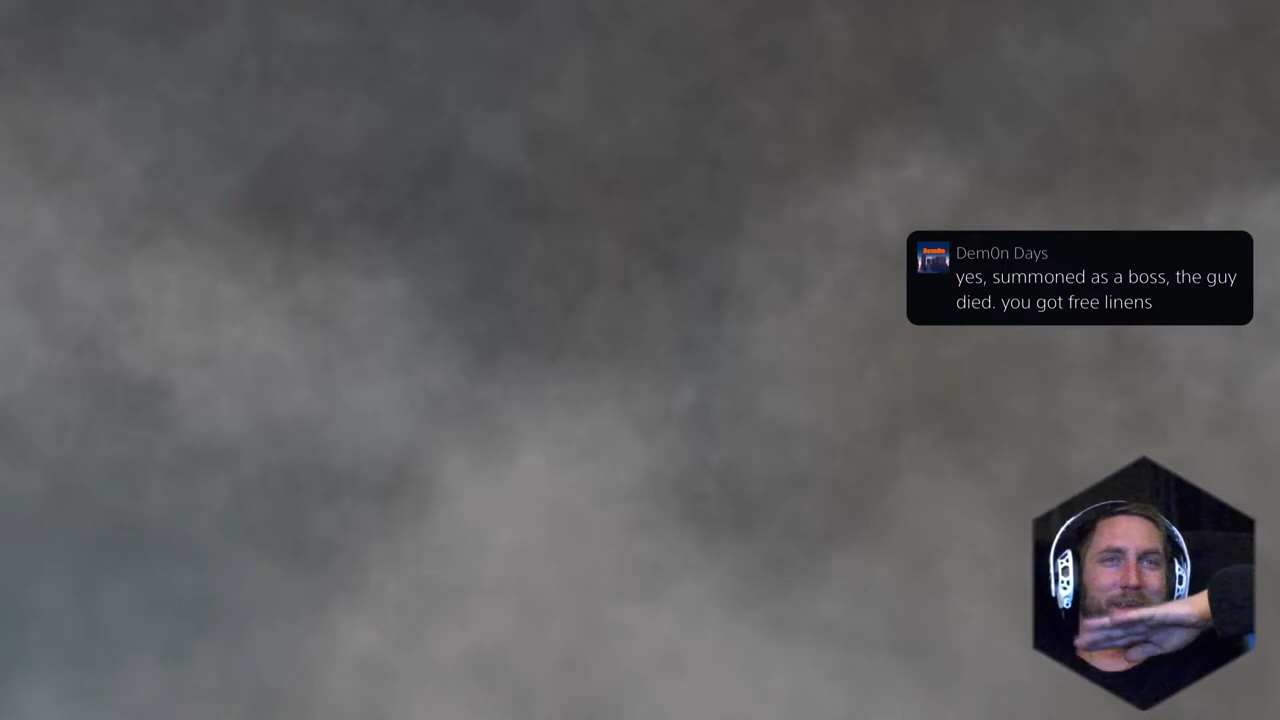 Dem0n Days
yes, summoned as a boss, the guy
died. you got free linens